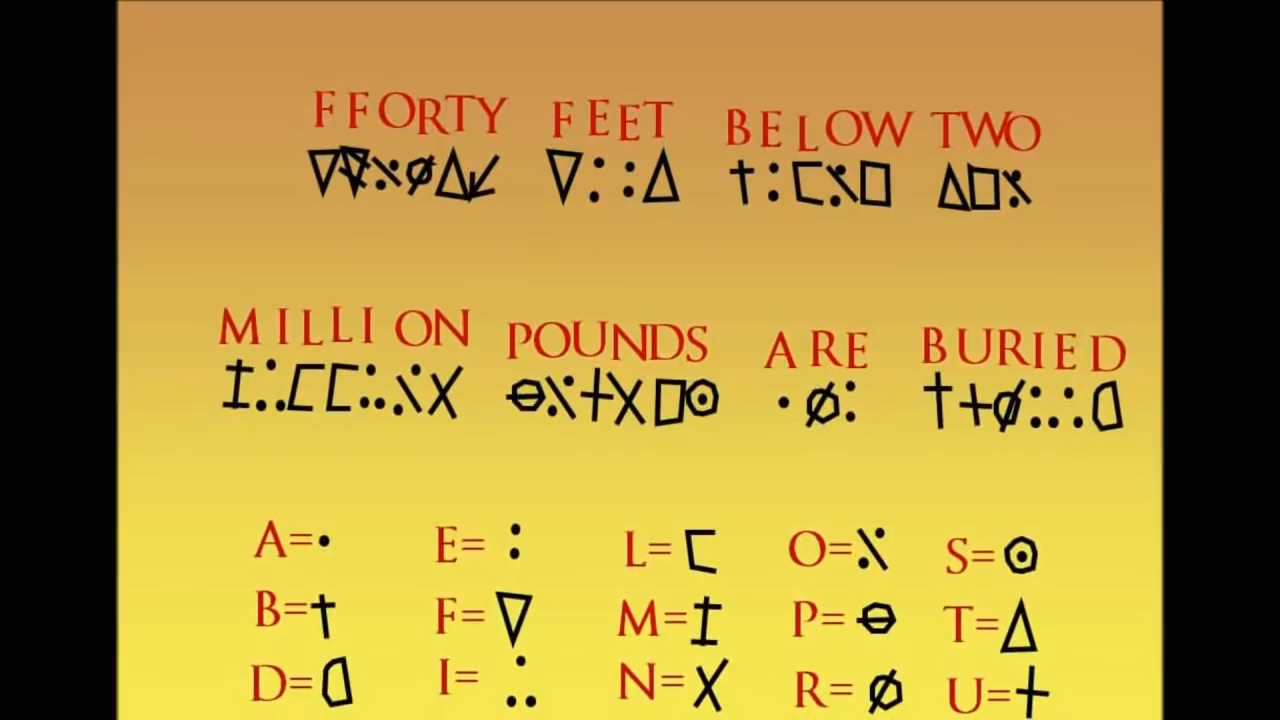 FFORTY FEET BELOW TWO
MILLION POUNDS ARE BURIED
A= E= L= O= S=
B= F= M= P= T=
D= I= N= R= U=